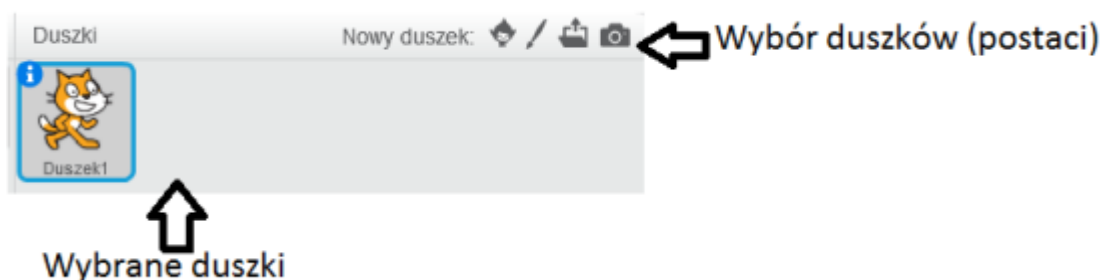 Duszki
Nowy duszek:
Wybór duszków (postaci)
i
Duszek1
Wybrane duszki